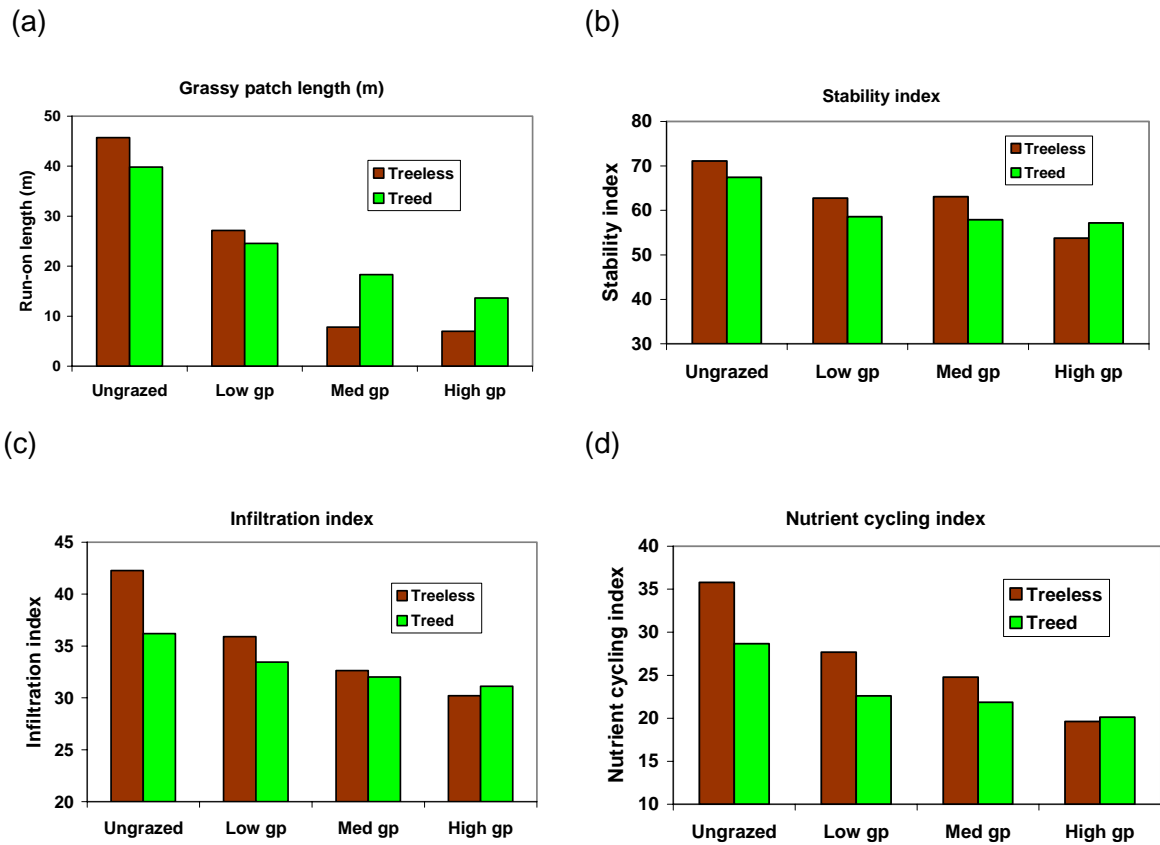 (a)
Grassy patch length (m)
Run-on length (m)
50
40
30
20
10
0
Treeless
Treed
Ungrazed Low gp Med gp High gp
(b)
Stability index
Stability index
80
70
60
50
40
30
Treeless
Treed
Ungrazed Low gp Med gp High gp
(c)
Infiltration index
Infiltration index
45
40
35
30
25
20
Treeless
Treed
Ungrazed Low gp Med gp High gp
(d)
Nutrient cycling index
Nutrient cycling index
40
35
30
25
20
15
10
Treeless
Treed
Ungrazed Low gp Med gp High gp